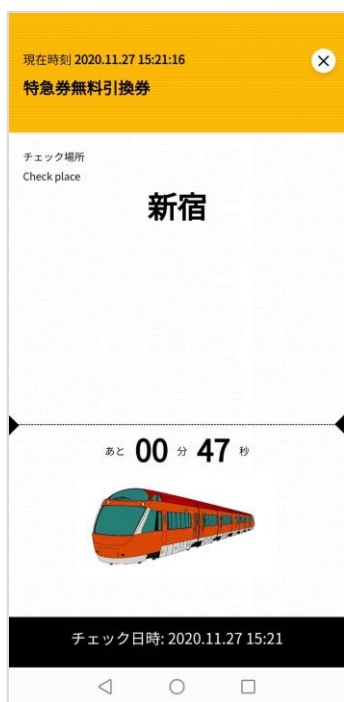 現在時刻 2020.11.27 15:21:16
特急券無料引換券
チェック場所
Check place
新宿
あと 00 分 47 秒
チェック日時: 2020.11.27 15:21